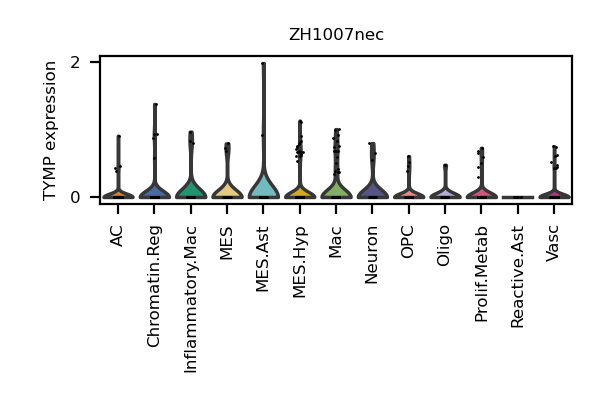 ZH1007nec
TYMP expression
2
0
AC
Chromatin.Reg
Inflammatory.Mac
MES
MES.Ast
MES.Hyp
Mac
Neuron
OPC
Oligo
Prolif.Metab
Reactive.Ast
Vasc